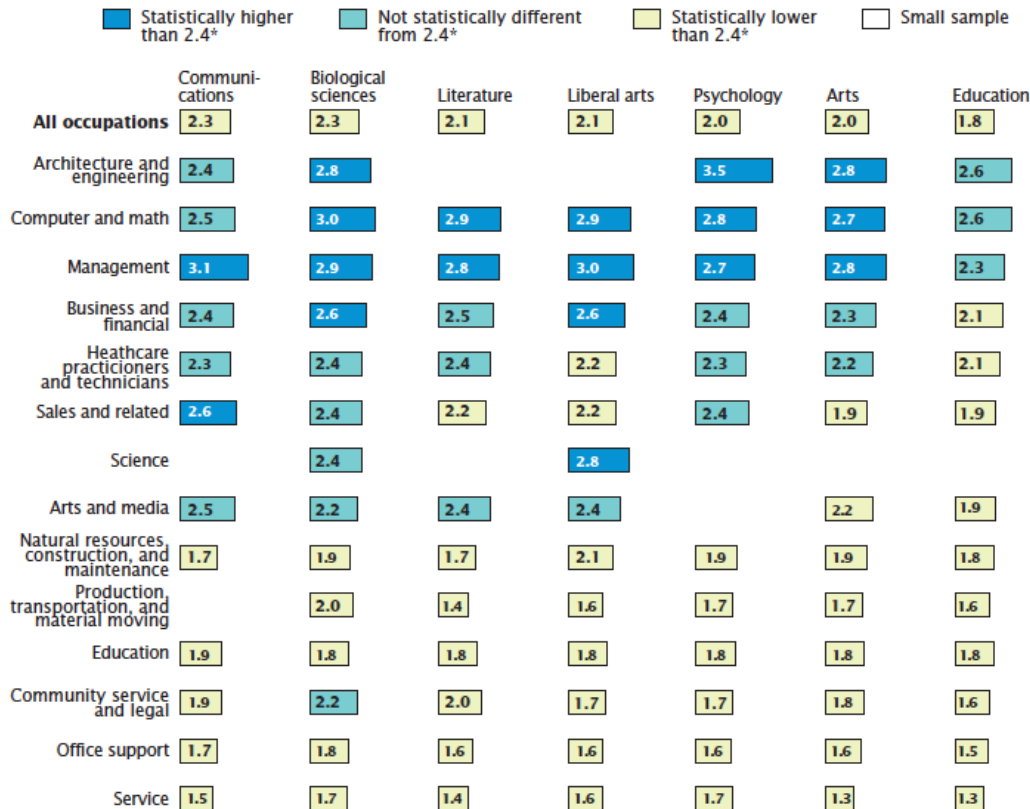 Statistically higher
than 2.4*
Not statistically different
from 2.4*
Statistically lower
than 2.4*
Small sample
Communi-
cations
Biological
sciences
Literature
Liberal arts
Psychology
Arts
Education
All occupations 2.3 2.3 2.1 2.1 2.0 2.0 1.8
Architecture and
engineering 2.4 2.8 3.5 2.8 2.6
Computer and math 2.5 3.0 2.9 2.9 2.8 2.7 2.6
Management 3.1 2.9 2.8 3.0 2.7 2.8 2.3
Business and
financial 2.4 2.6 2.5 2.6 2.4 2.3 2.1
Heathcare
practicioners
and technicians 2.3 2.4 2.4 2.2 2.3 2.2 2.1
Sales and related 2.6 2.4 2.2 2.2 2.4 1.9 1.9
Science 2.4 2.8
Arts and media 2.5 2.2 2.4 2.4 2.2 1.9
Natural resources,
construction, and
maintenance 1.7 1.9 1.7 2.1 1.9 1.9 1.8
Production,
transportation, and
material moving 2.0 1.4 1.6 1.7 1.7 1.6
Education 1.9 1.8 1.8 1.8 1.8 1.8 1.8
Community service
and legal 1.9 2.2 2.0 1.7 1.7 1.8 1.6
Office support 1.7 1.8 1.6 1.6 1.6 1.6 1.5
Service 1.5 1.7 1.4 1.6 1.7 1.3 1.3